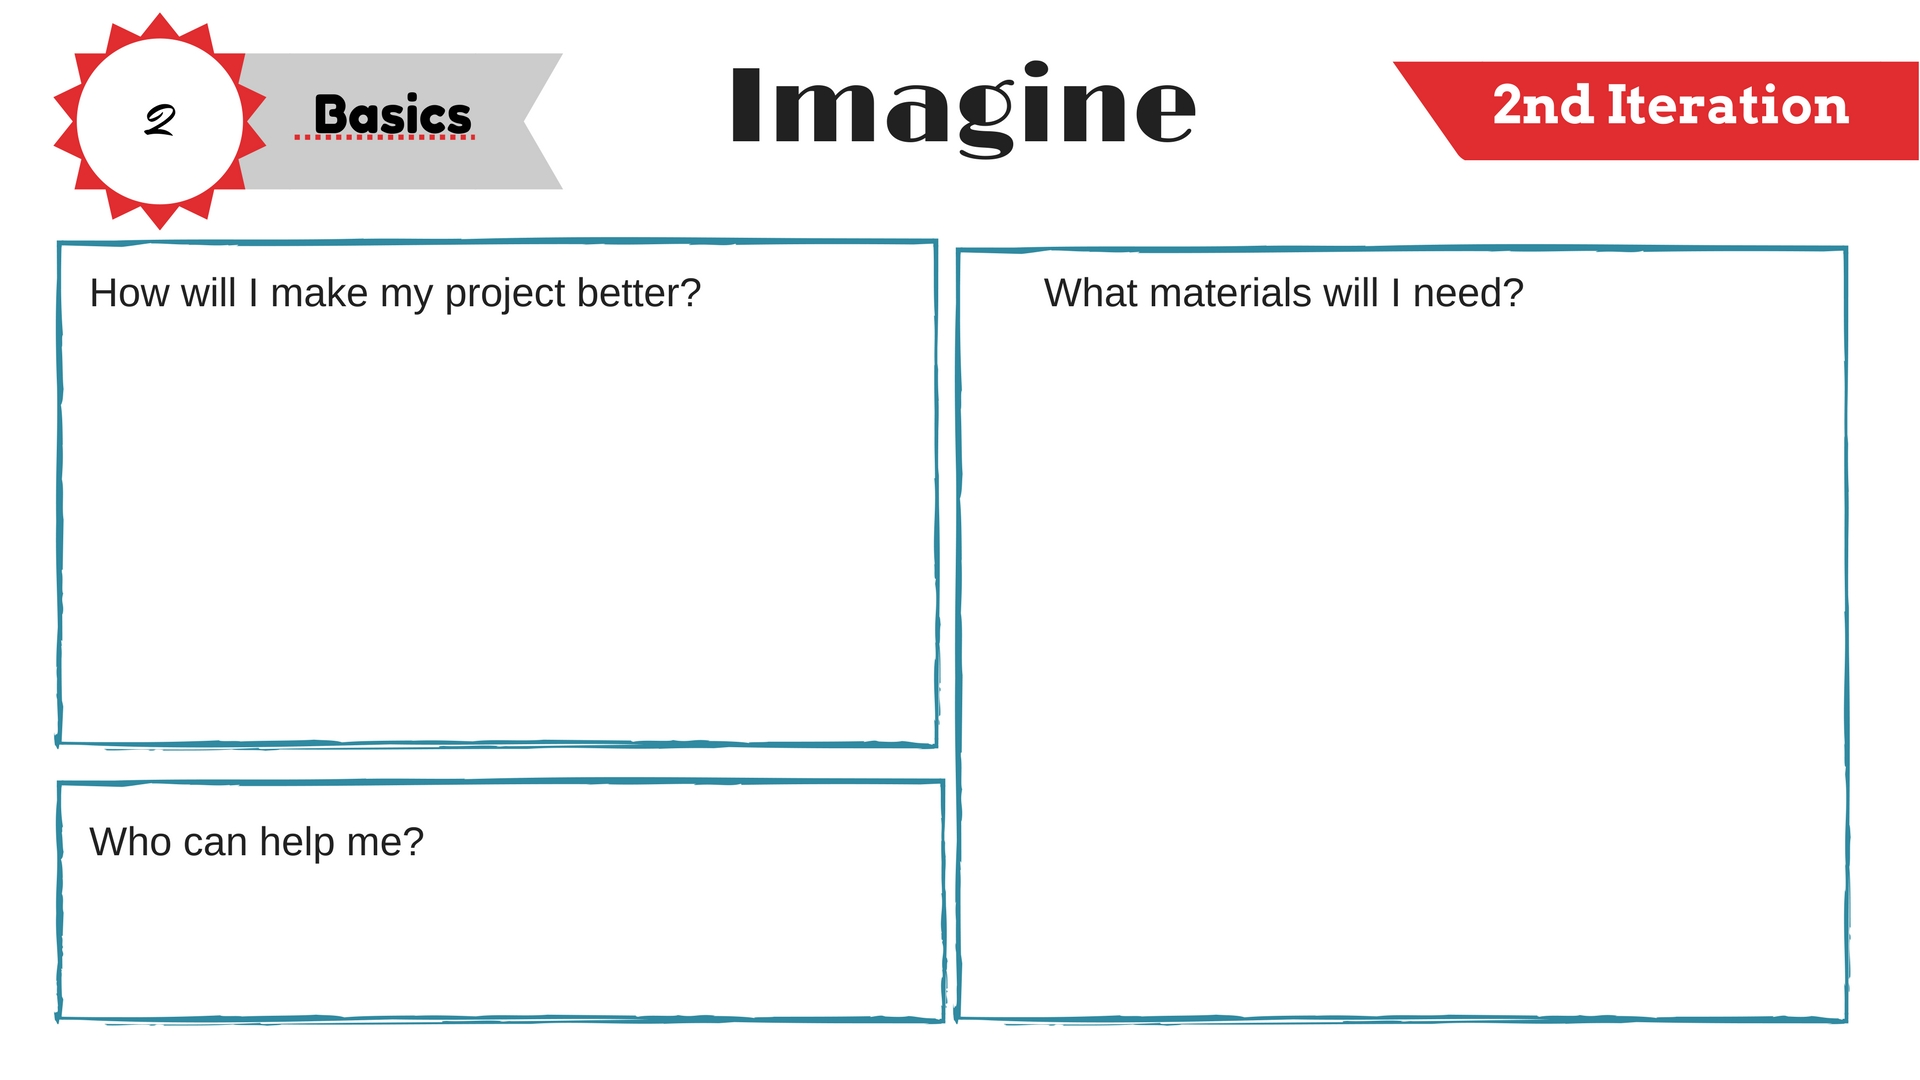 2
Basics
Imagine
2nd Iteration
How will I make my project better?
What materials will I need?
Who can help me?